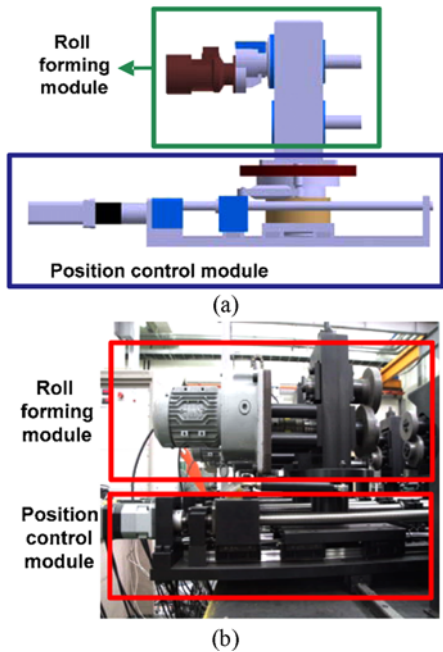 Roll
forming
module
Position control module
(a)
Roll
forming
module
Position
control
module
(b)